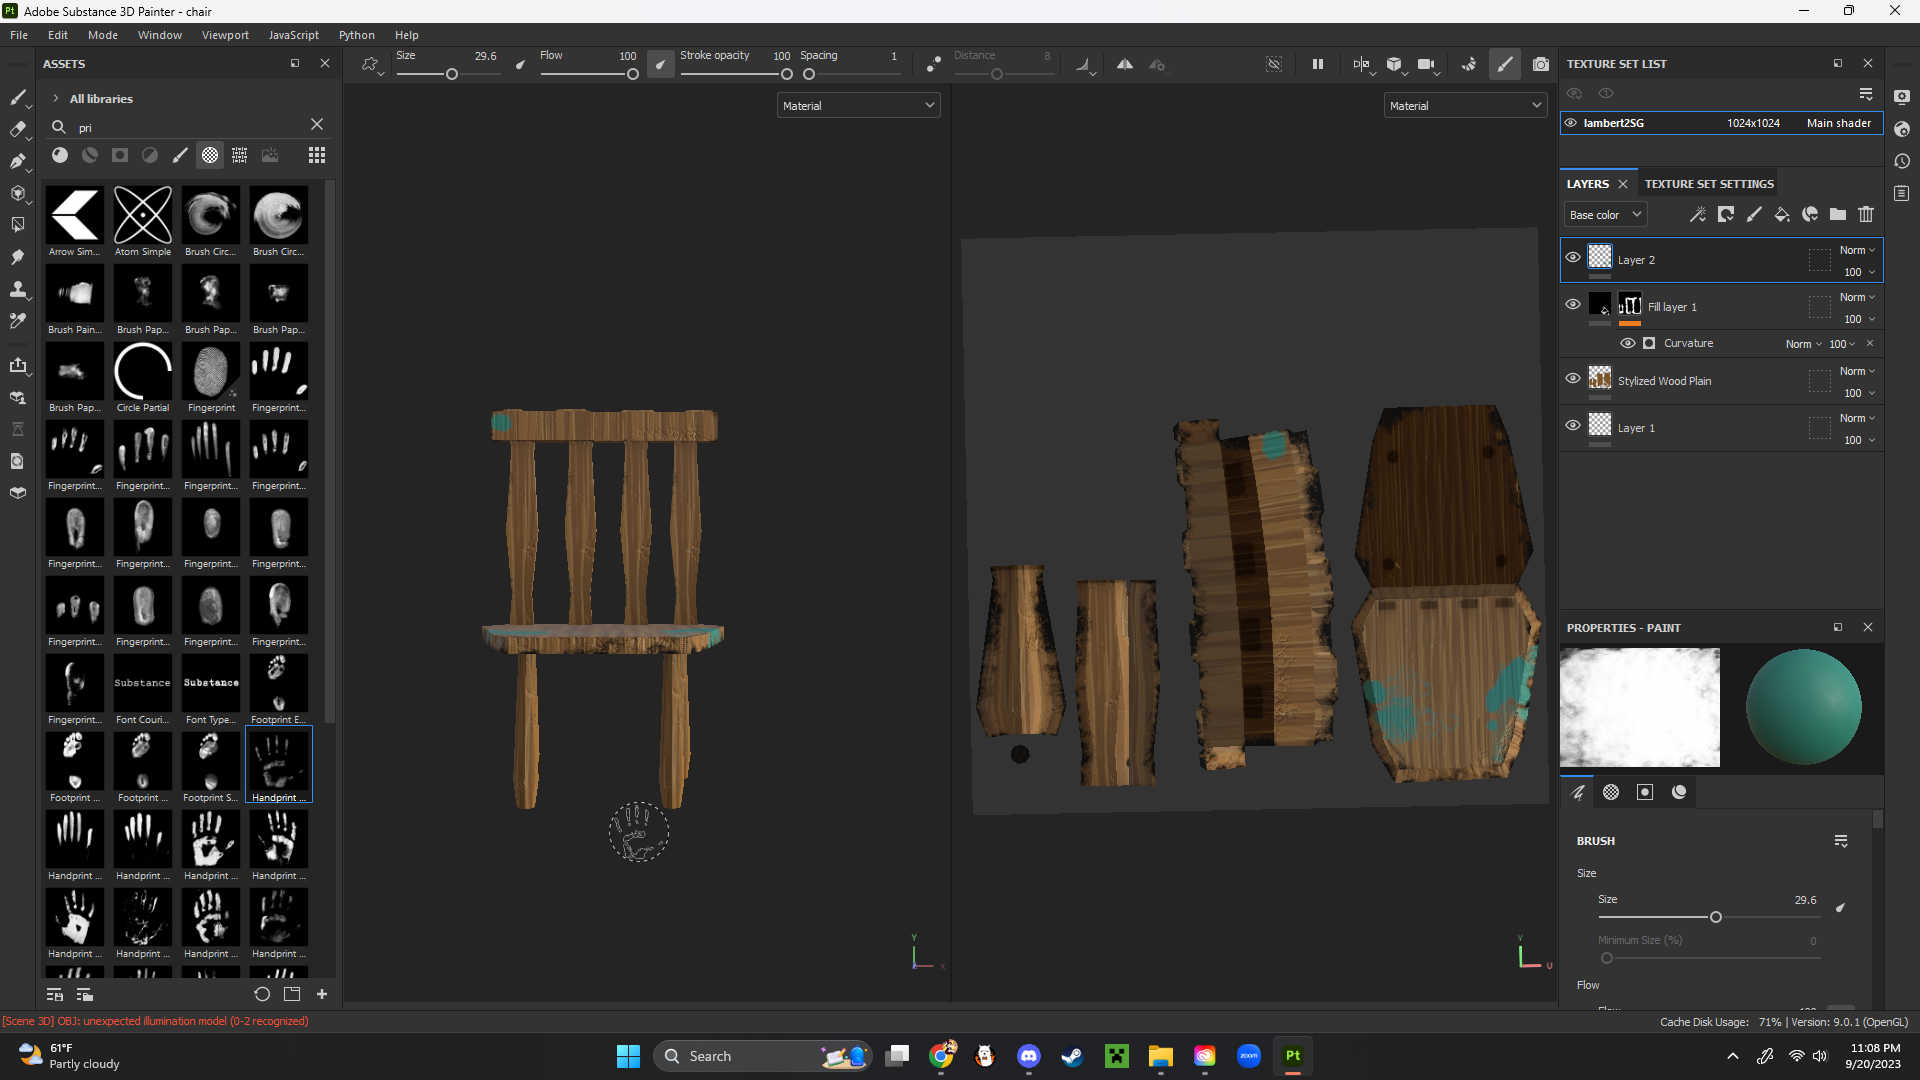 Pt Adobe Substance 3D Painter - chair
File Edit Mode Window Viewport JavaScript Python Help
ASSETS
All libraries
pri
Arrow Sim... Atom Simple Brush Circ... Brush Circ...
Brush Pain... Brush Pap... Brush Pap... Brush Pap...
Brush Pap... Circle Partial Fingerprint Fingerprint...
Fingerprint... Fingerprint... Fingerprint... Fingerprint...
Fingerprint... Fingerprint... Fingerprint... Fingerprint...
Fingerprint... Fingerprint... Fingerprint... Fingerprint...
Substance Substance
Fingerprint... Font Couri... Font Type... Footprint E...
Footprint ... Footprint ... Footprint S... Handprint ...
Handprint ... Handprint ... Handprint ... Handprint ...
Handprint ... Handprint ... Handprint ... Handprint ...
Size 29.6 Flow 100 Stroke opacity 100 Spacing 1 Distance 8
Material
Material
Y
X
Y
U
TEXTURE SET LIST
lambert2SG 1024x1024 Main shader
LAYERS TEXTURE SET SETTINGS
Base color
Layer 2 Norm
100
Fill layer 1 Norm
100
Curvature Norm 100
Stylized Wood Plain Norm
100
Layer 1 Norm
100
PROPERTIES - PAINT
BRUSH
Size
Size 29.6
Minimum Size (%) 0
Flow
[Scene 3D] OBJ: unexpected illumination model (0-2 recognized)
Cache Disk Usage: 71% | Version: 9.0.1 (OpenGL)
61°F
Partly cloudy
Search
zoom
Pt
11:08 PM
9/20/2023